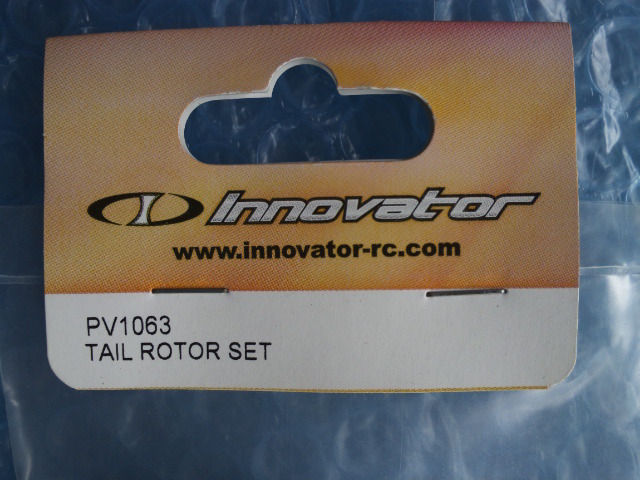 Innovator
www.innovator-rc.com
PV1063
TAIL ROTOR SET